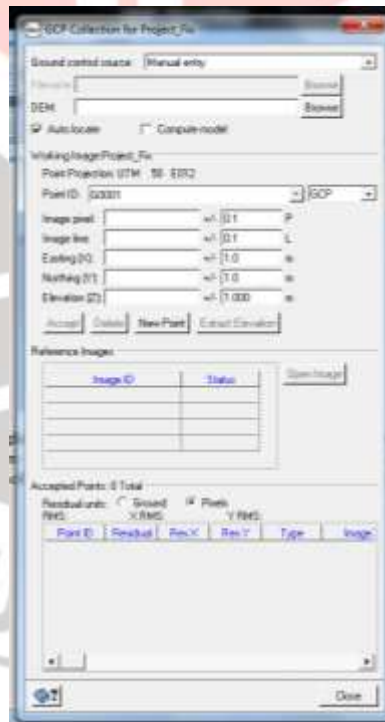 GCP Collection for Project_Fix
Ground control source: Manual entry
Filename: Browse
DEM: Browse
Auto locate Compute model
Working Image: Project_Fix
Point Projection: UTM 50 E012
Point ID: G0001 GCP
Image pixel: +/- 0.1 P
Image line: +/- 0.1 L
Easting (X): +/- 1.0 m
Northing (Y): +/- 1.0 m
Elevation (Z): +/- 1.000 m
Accept Delete New Point Extract Elevation
Reference Images
Image ID Status Open Image
Accepted Points: 0 Total
Residual units: Ground Pixels
RMS: X RMS: Y RMS:
Point ID Residual Res X Res Y Type Image
Close